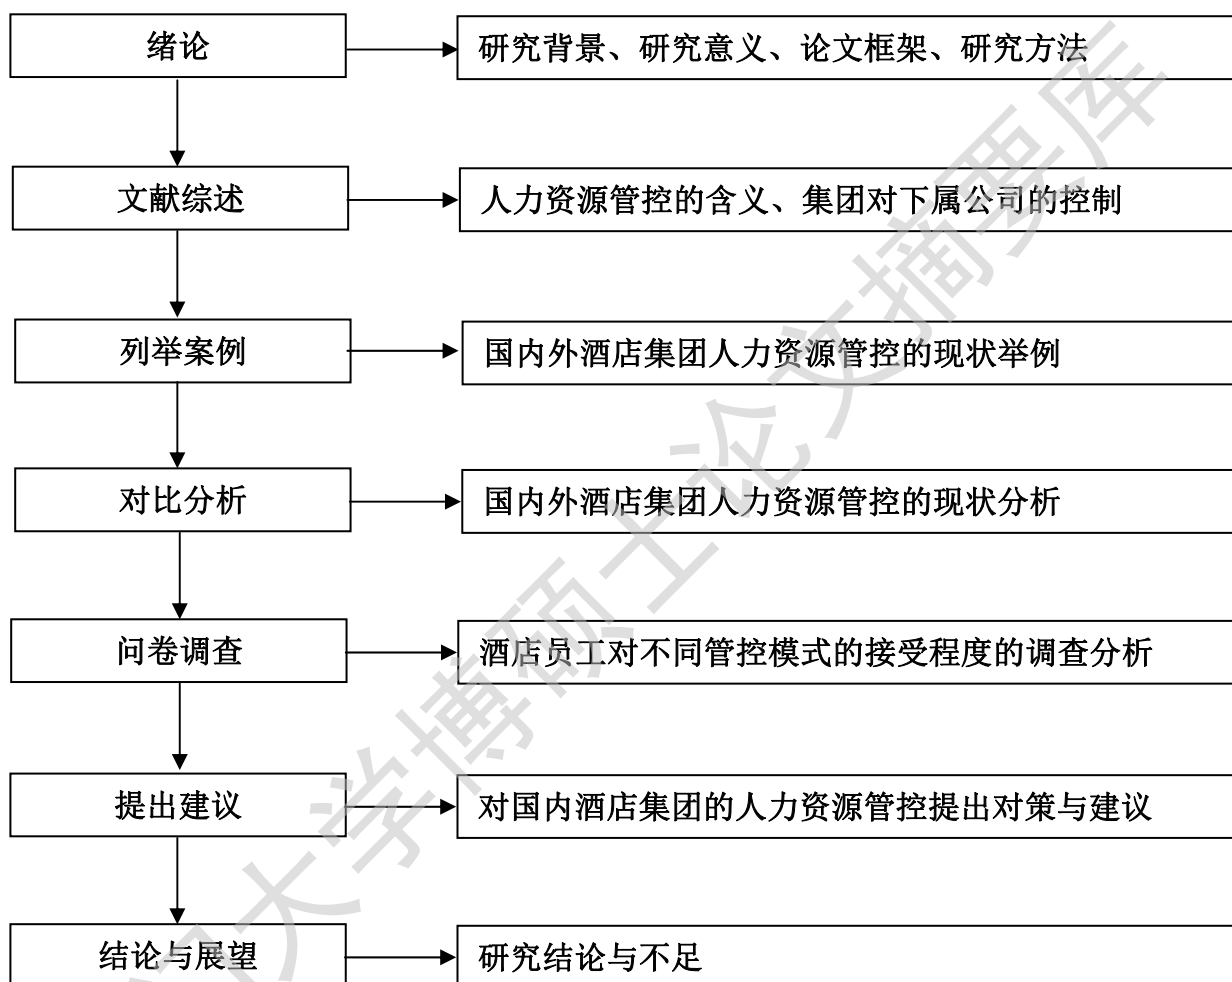 绪论
研究背景、研究意义、论文框架、研究方法
文献综述
人力资源管控的含义、集团对下属公司的控制
列举案例
国内外酒店集团人力资源管控的现状举例
对比分析
国内外酒店集团人力资源管控的现状分析
问卷调查
酒店员工对不同管控模式的接受程度的调查分析
提出建议
对国内酒店集团的人力资源管控提出对策与建议
结论与展望
研究结论与不足
大学博硕士论文摘要库